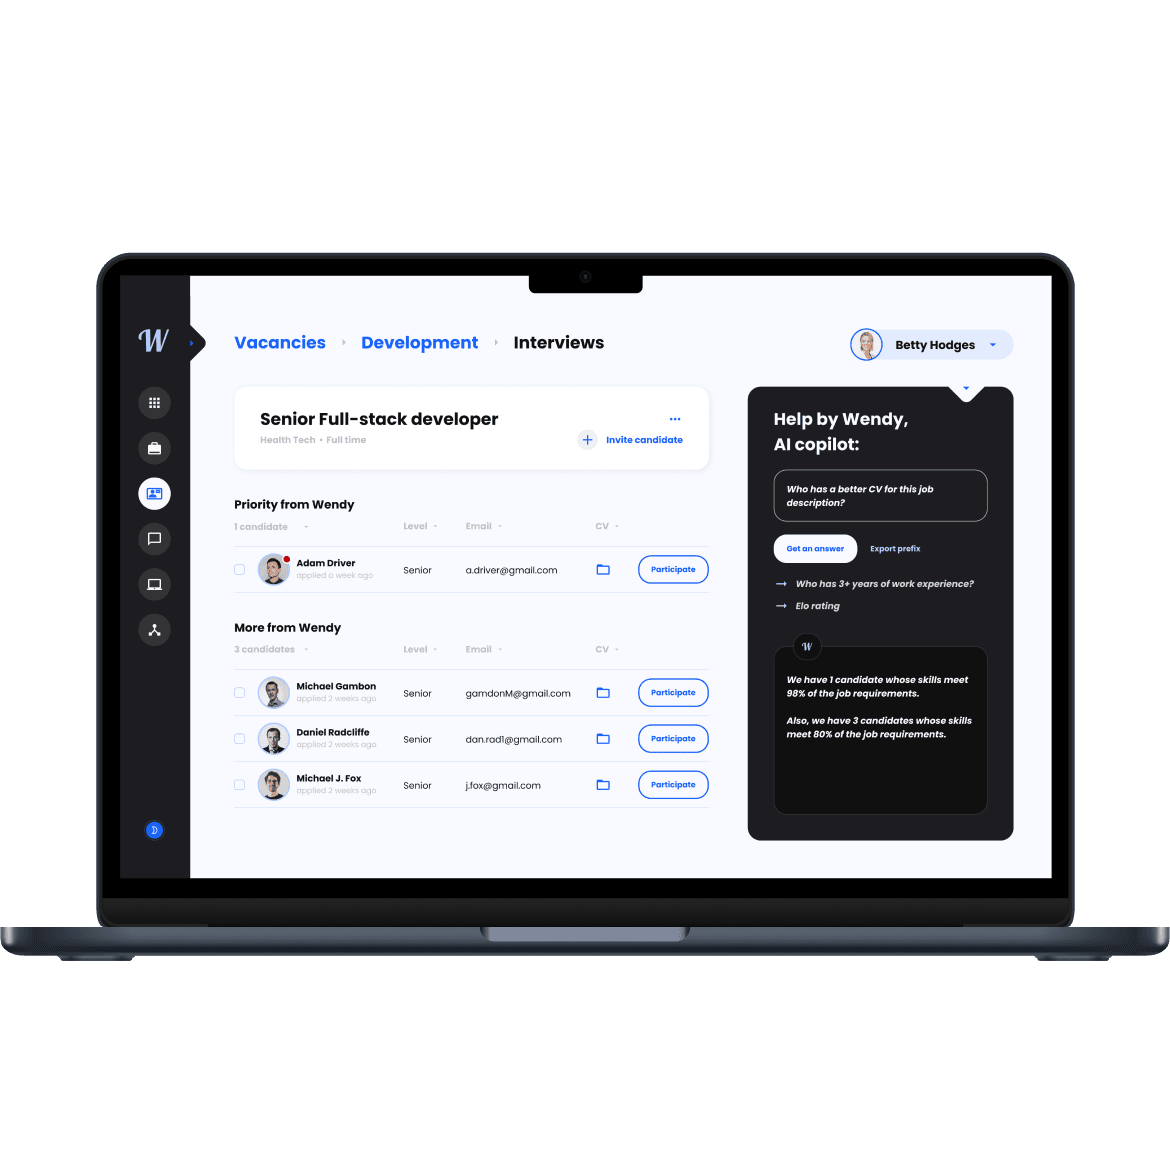 W
Vacancies
Development
Interviews
Betty Hodges
Senior Full-stack developer
Health Tech • Full time
Invite candidate
Priority from Wendy
1 candidate Level Email CV
Adam Driver
applied a week ago
Senior a.driver@gmail.com Participate
More from Wendy
3 candidates Level Email CV
Michael Gambon
applied 2 weeks ago
Senior gamdonM@gmail.com Participate
Daniel Radcliffe
applied 2 weeks ago
Senior dan.rad1@gmail.com Participate
Michael J. Fox
applied 2 weeks ago
Senior j.fox@gmail.com Participate
Help by Wendy,
AI copilot:
Who has a better CV for this job
description?
Get an answer Export prefix
Who has 3+ years of work experience?
Elo rating
W
We have 1 candidate whose skills meet
98% of the job requirements.
Also, we have 3 candidates whose skills
meet 80% of the job requirements.